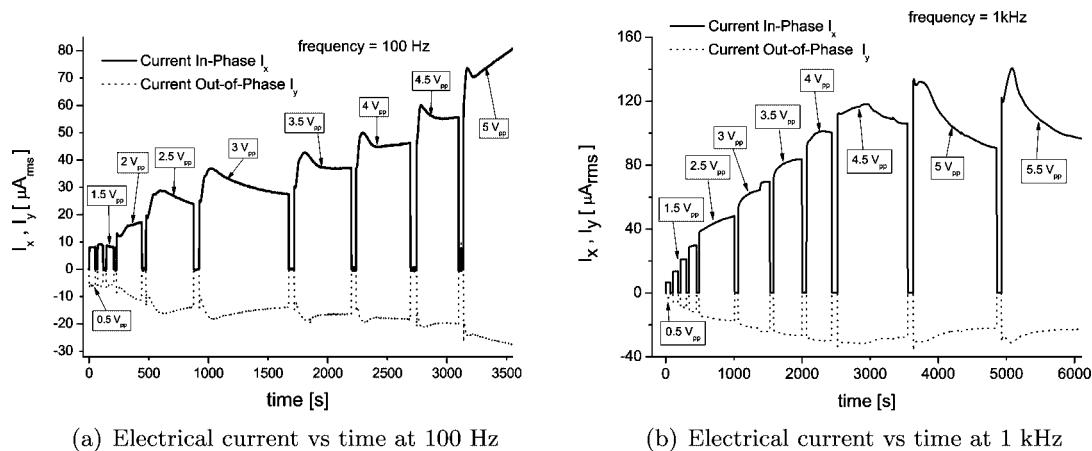 80
70
60
50
40
30
20
10
0
-10
-20
-30
I_x , I_y [ μA_rms ]
Current In-Phase I_x
Current Out-of-Phase I_y
frequency = 100 Hz
0.5 V_pp
1.5 V_pp
2 V_pp
2.5 V_pp
3 V_pp
3.5 V_pp
4 V_pp
4.5 V_pp
5 V_pp
0 500 1000 1500 2000 2500 3000 3500
time [s]
(a) Electrical current vs time at 100 Hz
160
120
80
40
0
-40
I_x , I_y [ μArms ]
Current In-Phase I_x
Current Out-of-Phase I_y
frequency = 1kHz
0.5 V_pp
1.5 V_pp
2.5 V_pp
3 V_pp
3.5 V_pp
4 V_pp
4.5 V_pp
5 V_pp
5.5 V_pp
0 1000 2000 3000 4000 5000 6000
time [s]
(b) Electrical current vs time at 1 kHz